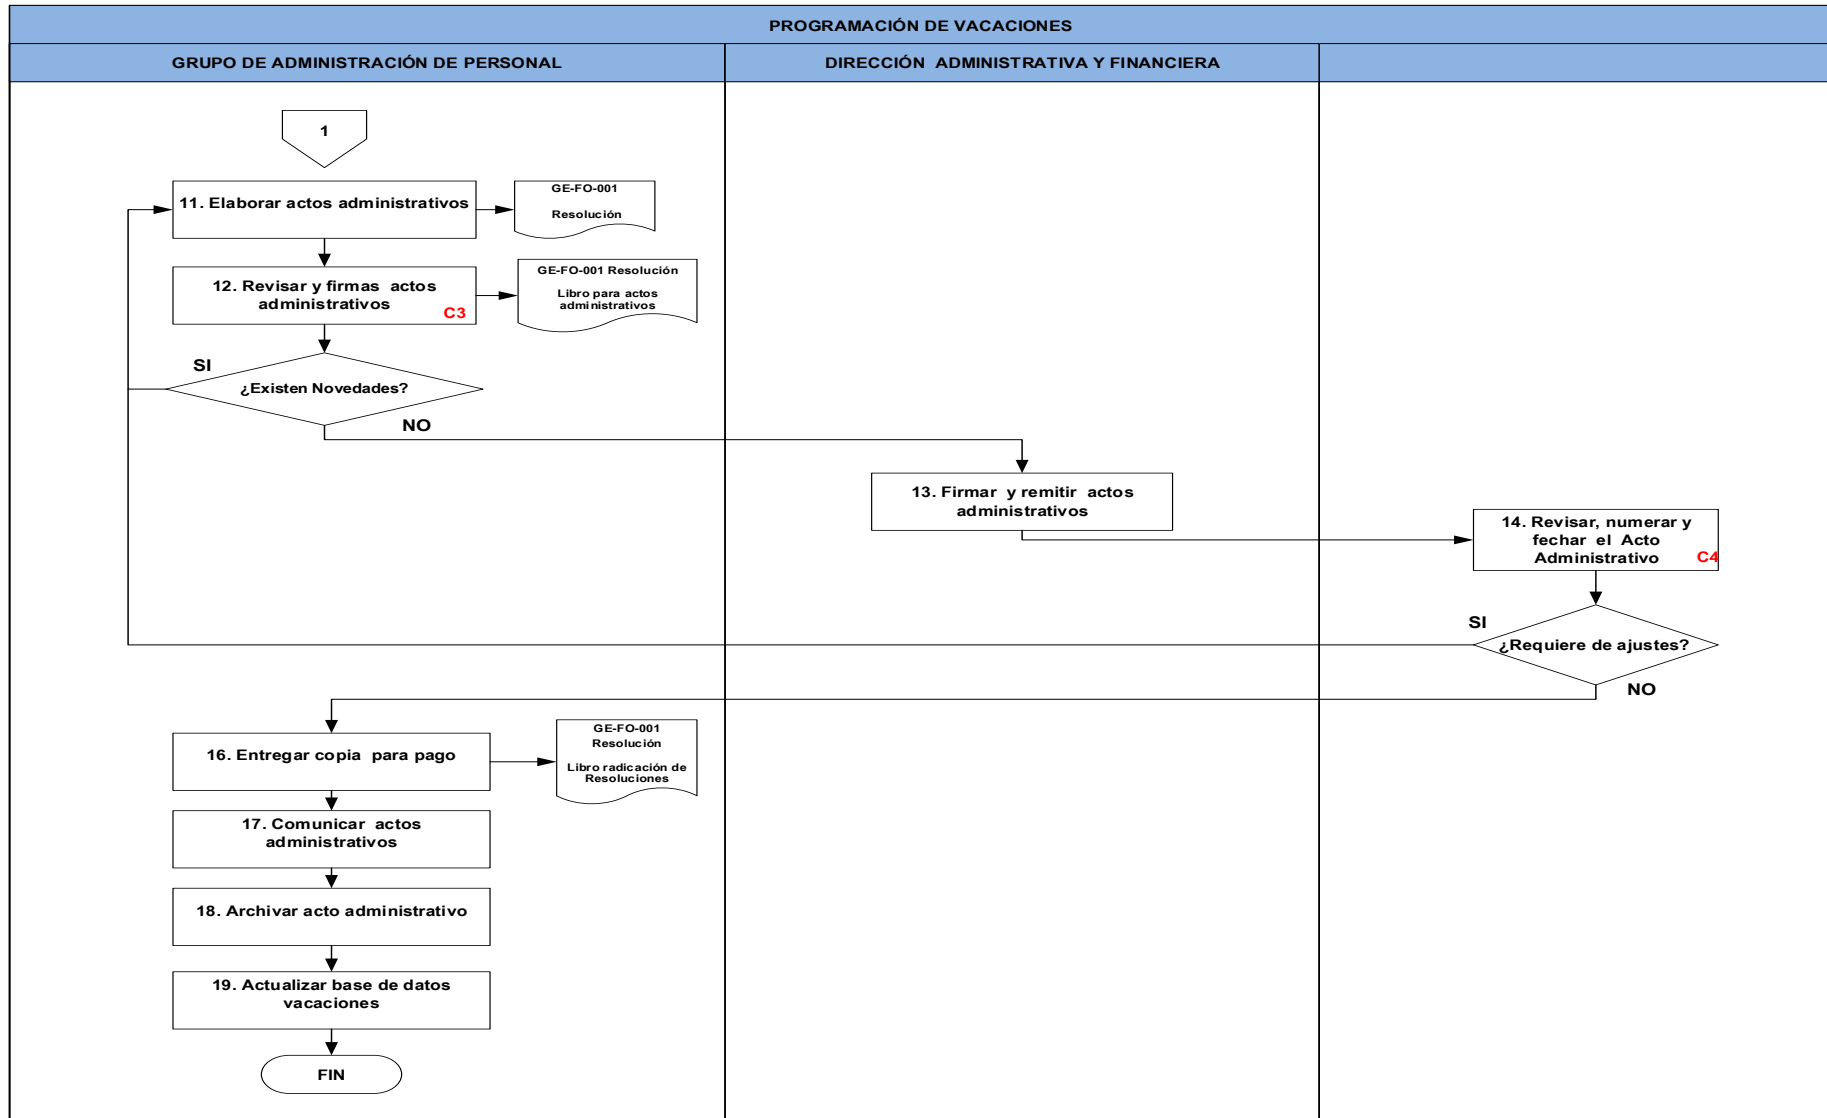 PROGRAMACIÓN DE VACACIONES
GRUPO DE ADMINISTRACIÓN DE PERSONAL
DIRECCIÓN ADMINISTRATIVA Y FINANCIERA
1
11. Elaborar actos administrativos
GE-FO-001
Resolución
12. Revisar y firmas actos
administrativos
C3
GE-FO-001 Resolución
Libro para actos
administrativos
SI
¿Existen Novedades?
NO
13. Firmar y remitir actos
administrativos
14. Revisar, numerar y
fechar el Acto
Administrativo
C4
SI
¿Requiere de ajustes?
NO
16. Entregar copia para pago
GE-FO-001
Resolución
Libro radicación de
Resoluciones
17. Comunicar actos
administrativos
18. Archivar acto administrativo
19. Actualizar base de datos
vacaciones
FIN